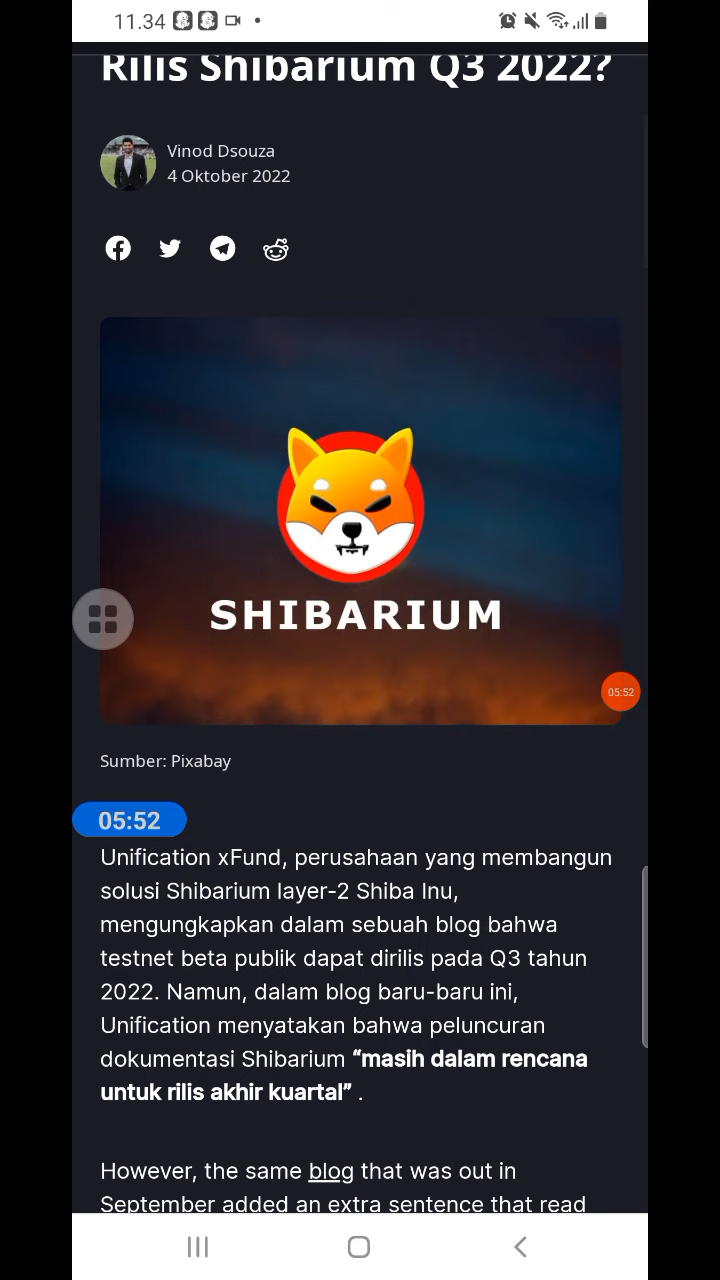 11.34
Rilis Shibarium Q3 2022?
Vinod Dsouza
4 Oktober 2022
SHIBARIUM
05:52
Sumber: Pixabay
05:52
Unification xFund, perusahaan yang membangun
solusi Shibarium layer-2 Shiba Inu,
mengungkapkan dalam sebuah blog bahwa
testnet beta publik dapat dirilis pada Q3 tahun
2022. Namun, dalam blog baru-baru ini,
Unification menyatakan bahwa peluncuran
dokumentasi Shibarium “masih dalam rencana
untuk rilis akhir kuartal” .
However, the same blog that was out in
September added an extra sentence that read